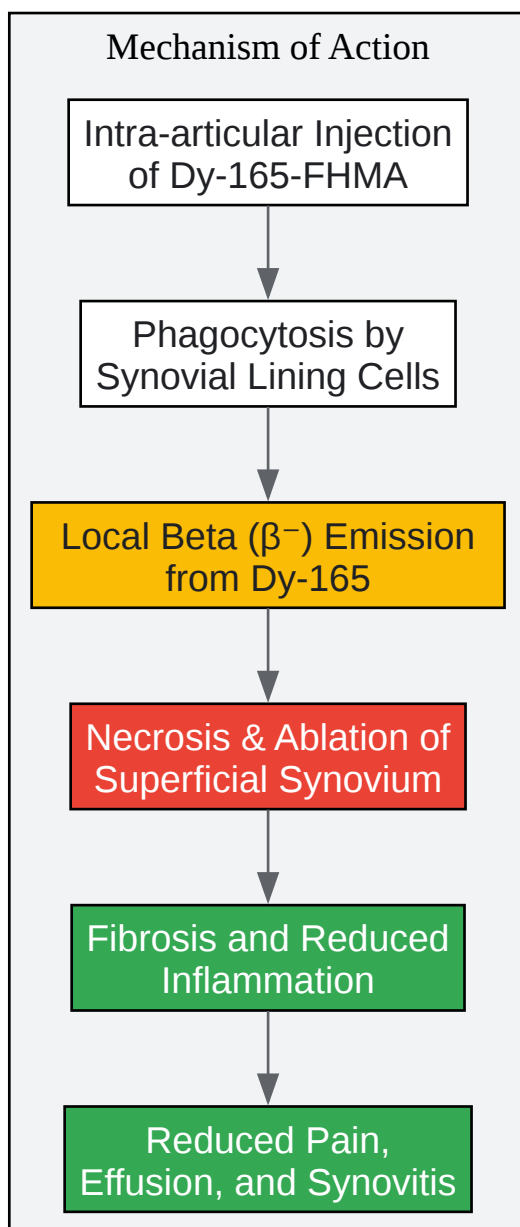 Mechanism of Action
Intra-articular Injection
of Dy-165-FHMA
Phagocytosis by
Synovial Lining Cells
Local Beta (β⁻) Emission
from Dy-165
Necrosis & Ablation of
Superficial Synovium
Fibrosis and Reduced
Inflammation
Reduced Pain,
Effusion, and Synovitis